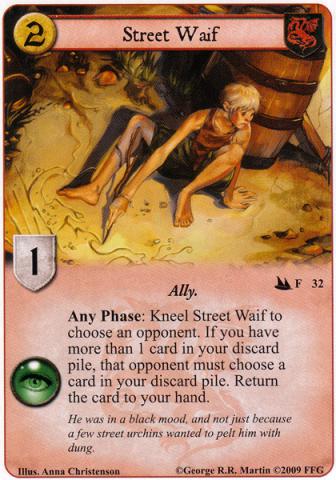 2
Street Waif
1
Ally.
F 32
Any Phase: Kneel Street Waif to
choose an opponent. If you have
more than 1 card in your discard
pile, that opponent must choose a
card in your discard pile. Return
the card to your hand.
He was in a black mood, and not just because
a few street urchins wanted to pelt him with
dung.
Illus. Anna Christenson
©George R.R. Martin ©2009 FFG